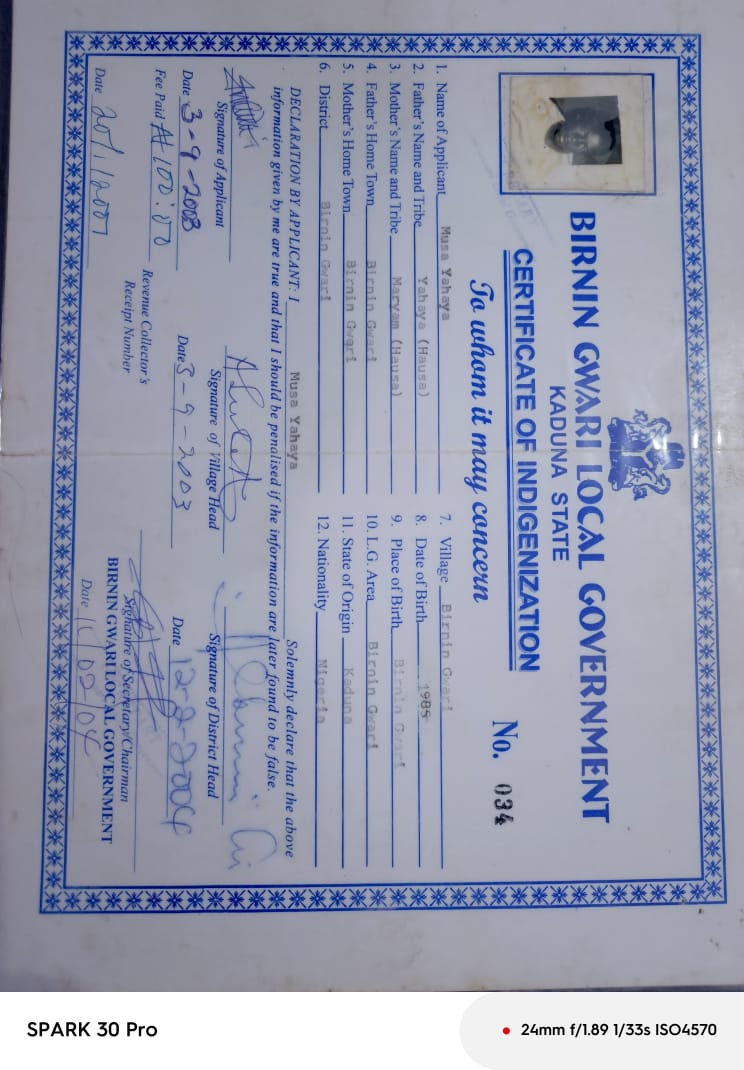 BIRNIN GWARI LOCAL GOVERNMENT
KADUNA STATE
CERTIFICATE OF INDIGENIZATION
To whom it may concern
No. 034
1. Name of Applicant Musa Yahaya
2. Father's Name and Tribe Yahaya (Hausa)
3. Mother's Name and Tribe Maryam (Hausa)
4. Father's Home Town Birnin Gwari
5. Mother's Home Town Birnin Gwari
6. District Birnin Gwari
7. Village Birnin Gwari
8. Date of Birth 1985
9. Place of Birth Birnin Gwari
10. L.G. Area Birnin Gwari
11. State of Origin Kaduna
12. Nationality Nigeria
DECLARATION BY APPLICANT: I Musa Yahaya Solemnly declare that the above
information given by me are true and that I should be penalised if the information are later found to be false.
Signature of Applicant
Signature of Village Head
Signature of District Head
Date 3-9-2003
Date 3-9-2003
Date 12-2-2004
Fee Paid ₦100:00
Revenue Collector's
Receipt Number
Signature of Secretary/Chairman
BIRNIN GWARI LOCAL GOVERNMENT
Date
Date
SPARK 30 Pro
24mm f/1.89 1/33s ISO4570